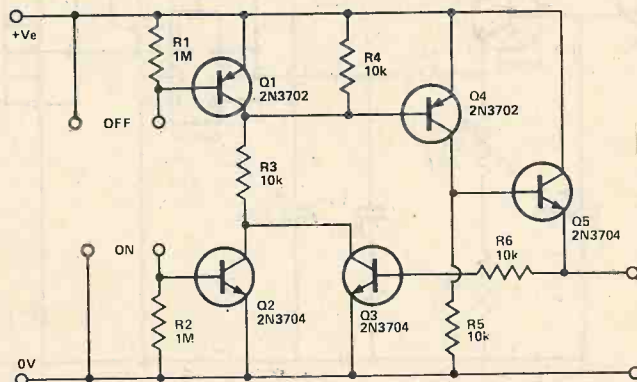 +Ve
R1
1M
Q1
2N3702
R4
10k
Q4
2N3702
OFF
R3
10k
Q5
2N3704
ON
R6
10k
Q2
2N3704
Q3
2N3704
R2
1M
R5
10k
0V